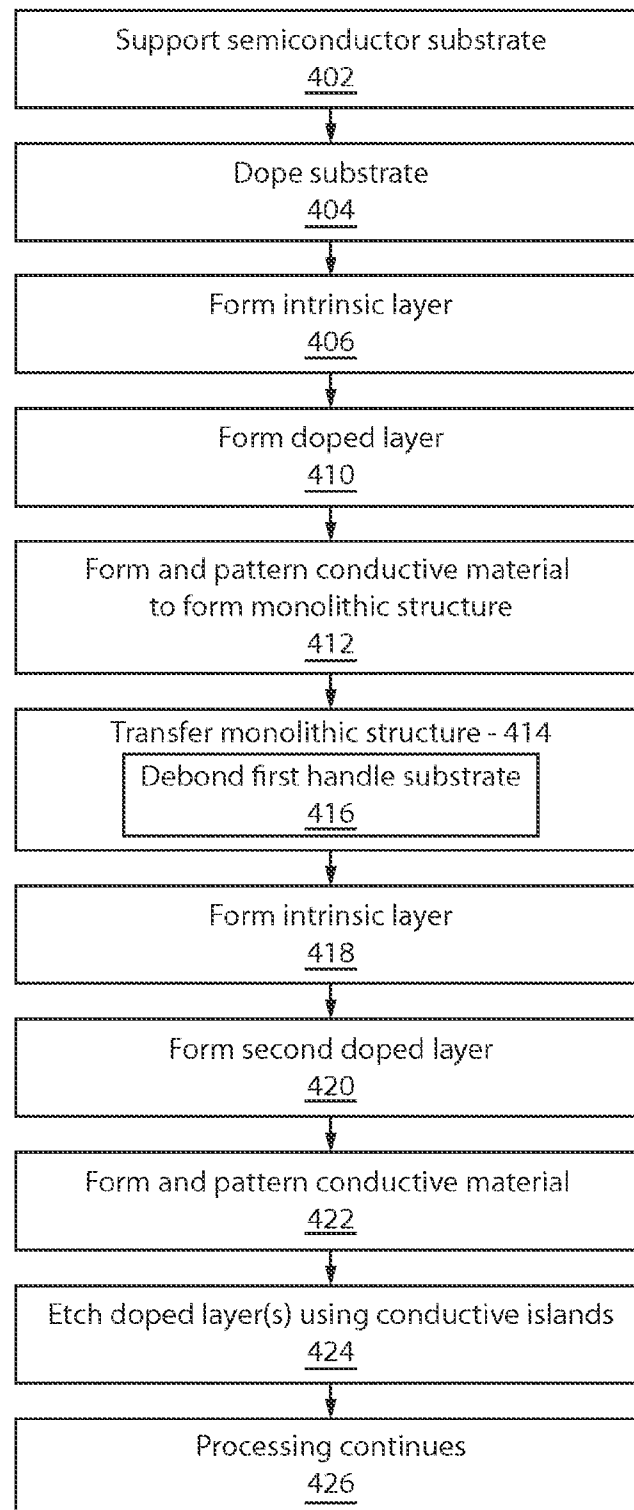 Support semiconductor substrate
402
Dope substrate
404
Form intrinsic layer
406
Form doped layer
410
Form and pattern conductive material
to form monolithic structure
412
Transfer monolithic structure - 414
Debond first handle substrate
416
Form intrinsic layer
418
Form second doped layer
420
Form and pattern conductive material
422
Etch doped layer(s) using conductive islands
424
Processing continues
426